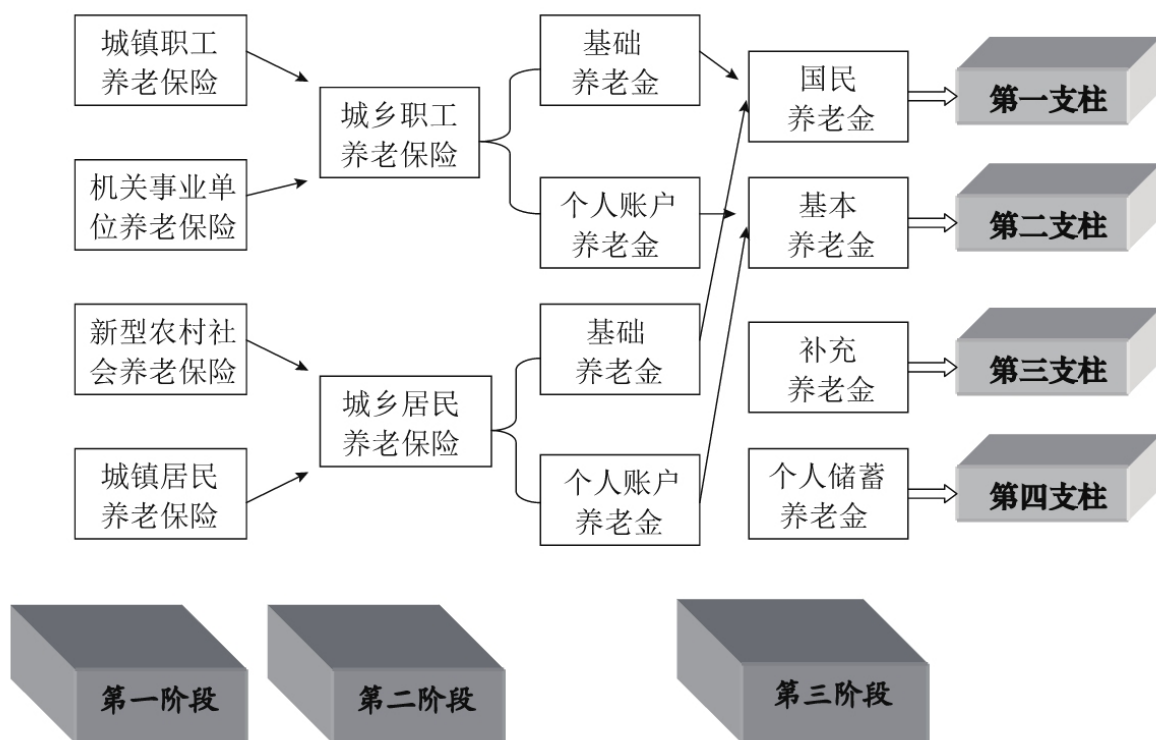 城镇职工
养老保险
机关事业单
位养老保险
新型农村社
会养老保险
城镇居民
养老保险
城乡职工
养老保险
城乡居民
养老保险
基础
养老金
个人账户
养老金
基础
养老金
个人账户
养老金
国民
养老金
基本
养老金
补充
养老金
个人储蓄
养老金
第一支柱
第二支柱
第三支柱
第四支柱
第一阶段
第二阶段
第三阶段